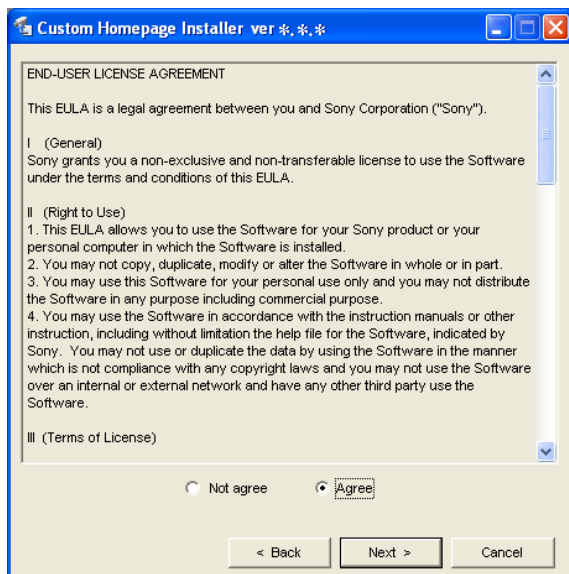 Custom Homepage Installer ver *.*.*
END-USER LICENSE AGREEMENT
This EULA is a legal agreement between you and Sony Corporation ("Sony").
I (General)
Sony grants you a non-exclusive and non-transferable license to use the Software
under the terms and conditions of this EULA.
II (Right to Use)
1. This EULA allows you to use the Software for your Sony product or your
personal computer in which the Software is installed.
2. You may not copy, duplicate, modify or alter the Software in whole or in part.
3. You may use this Software for your personal use only and you may not distribute
the Software in any purpose including commercial purpose.
4. You may use the Software in accordance with the instruction manuals or other
instruction, including without limitation the help file for the Software, indicated by
Sony. You may not use or duplicate the data by using the Software in the manner
which is not compliance with any copyright laws and you may not use the Software
over an internal or external network and have any other third party use the
Software.
III (Terms of License)
Not agree Agree
< Back Next > Cancel